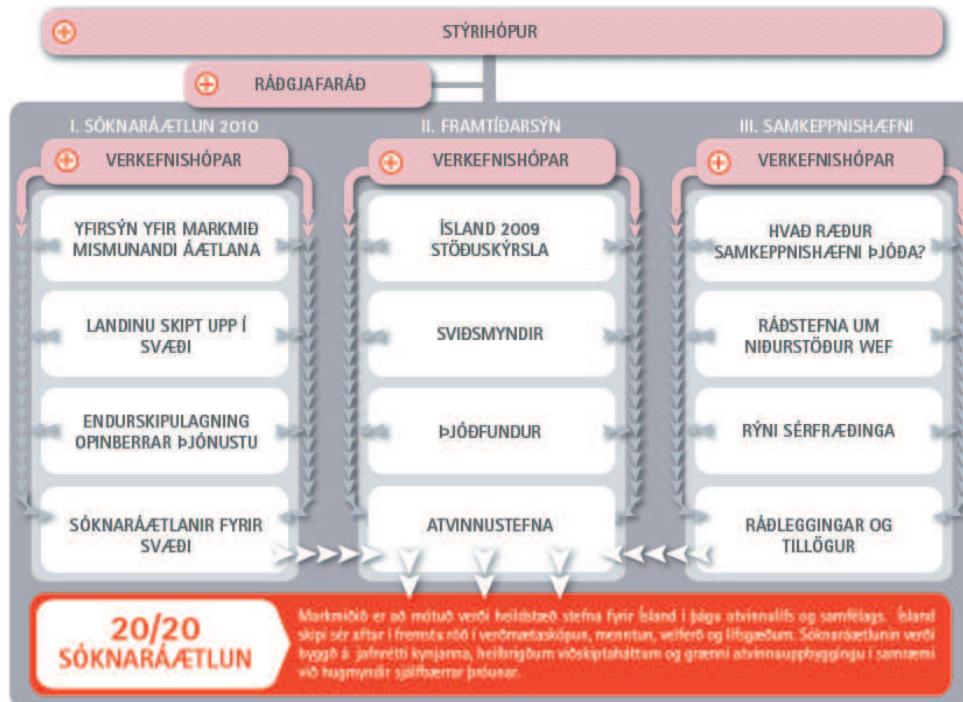 STÝRIHÓPUR
RÁÐGJAFARÁÐ
I. SÓKNARÁÆTLUN 2010
VERKEFNISHÓPAR
YFIRSÝN YFIR MARKMIÐ
MISMUNANDI ÁÆTLANA
LANDINU SKIPT UPP Í
SVÆÐI
ENDURSKIPULAGNING
OPINBERRAR ÞJÓNUSTU
SÓKNARÁÆTLANIR FYRIR
SVÆÐI
II. FRAMTÍÐARSÝN
VERKEFNISHÓPAR
ÍSLAND 2009
STÖÐUSKÝRSLA
SVIÐSMYNDIR
ÞJÓÐFUNDUR
ATVINNUSTEFNA
III. SAMKEPPNISHÆFNI
VERKEFNISHÓPAR
HVAÐ RÆÐUR
SAMKEPPNISHÆFNI ÞJÓÐA?
RÁÐSTEFNA UM
NIÐURSTÖÐUR WEF
RÝNI SÉRFRÆÐINGA
RÁÐLEGGINGAR OG
TILLÖGUR
20/20
SÓKNARÁÆTLUN
Markmiðið er að mótuð verði heildstæð stefna fyrir Ísland í þágu atvinnulífs og samfélags. Ísland
skipi sér aftar í fremstu röð í verðmætasköpun, menntun, velferð og lífsgæðum. Sóknaráætlunin verði
byggð á jafnrétti kynjanna, heilbrigðum viðskiptaháttum og grænni atvinnuuppbyggingu í samræmi
við hugmyndir sjálfbærrar þróunar.